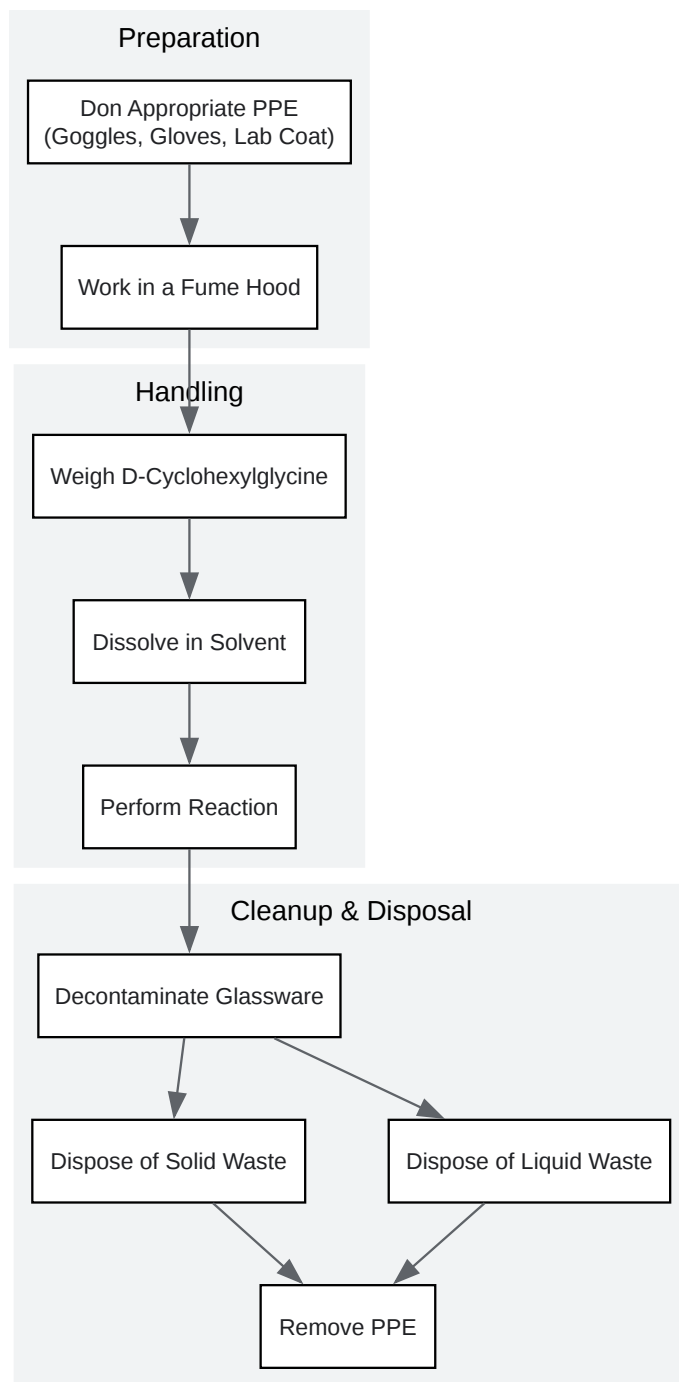 Preparation
Don Appropriate PPE
(Goggles, Gloves, Lab Coat)
Work in a Fume Hood
Handling
Weigh D-Cyclohexylglycine
Dissolve in Solvent
Perform Reaction
Cleanup & Disposal
Decontaminate Glassware
Dispose of Solid Waste
Dispose of Liquid Waste
Remove PPE